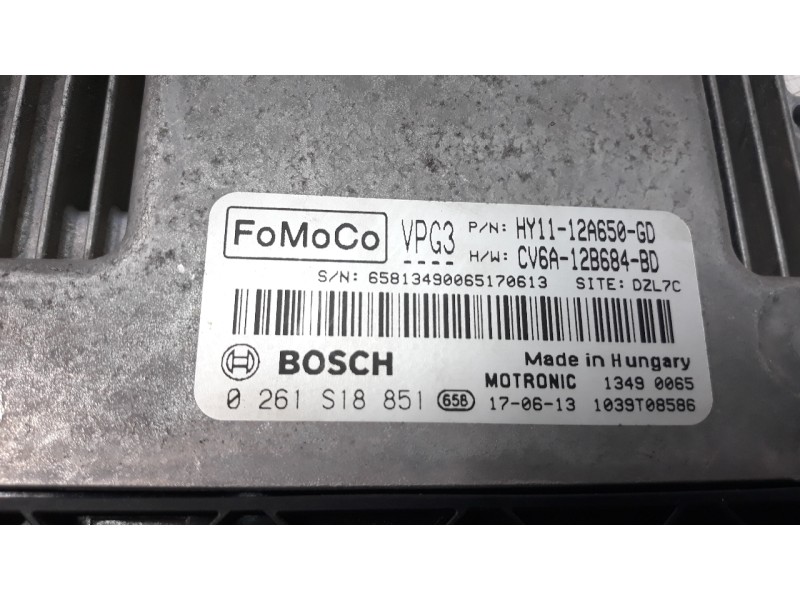 FoMoCo VPG3 P/N: HY11-12A650-GD
H/W: CV6A-12B684-BD
S/N: 65813490065170613 SITE: DZL7C
BOSCH Made in Hungary
MOTRONIC 1349 0065
0 261 S18 851 658 17-06-13 1039T08586